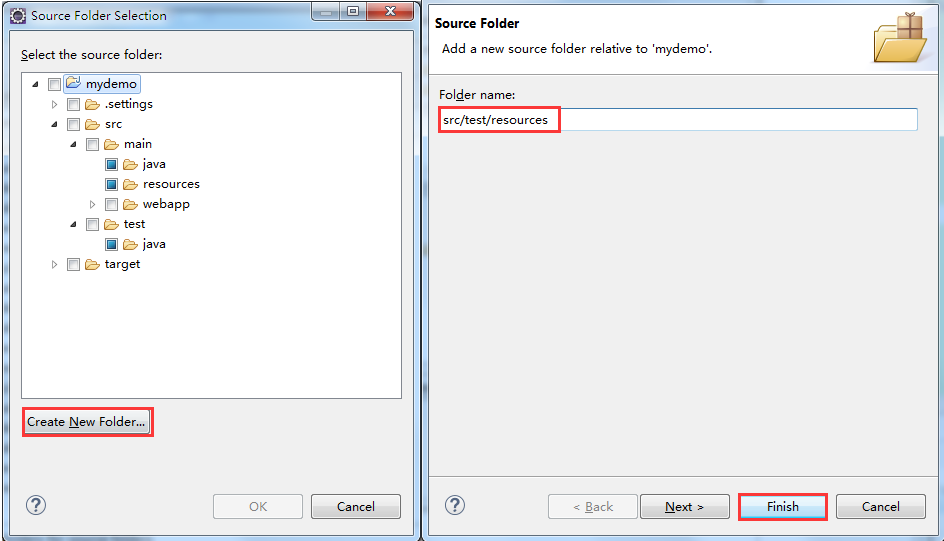 Source Folder Selection
Select the source folder:
mydemo
.settings
src
main
java
resources
webapp
test
java
target
Create New Folder...
?
OK
Cancel
Source Folder
Add a new source folder relative to 'mydemo'.
Folder name:
src/test/resources
?
< Back
Next >
Finish
Cancel